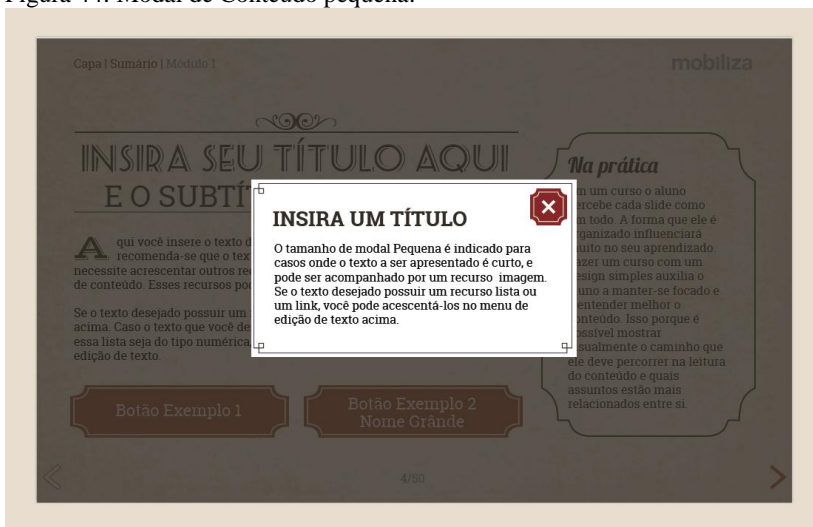 Figura 44: Modal de Conteúdo pequena.
Capa | Sumário | Módulo 1
mobiliza
INSIRA SEU TÍTULO AQUI
E O SUBTÍ
A qui você insere o texto d
recomenda-se que o tex
necessite acrescentar outros re
de conteúdo. Esses recursos po
Se o texto desejado possuir um
acima. Caso o texto que você de
essa lista seja do tipo numérica,
edição de texto.
Botão Exemplo 1
Botão Exemplo 2
Nome Grande
INSIRA UM TÍTULO
O tamanho de modal Pequena é indicado para
casos onde o texto a ser apresentado é curto, e
pode ser acompanhado por um recurso imagem.
Se o texto desejado possuir um recurso lista ou
um link, você pode acescentá-los no menu de
edição de texto acima.
Na prática
m um curso o aluno
ercebe cada slide como
m todo. A forma que ele é
rganizado influenciará
uito no seu aprendizado.
azer um curso com um
esign simples auxilia o
luno a manter-se focado e
entender melhor o
onteúdo. Isso porque é
ossível mostrar
isualmente o caminho que
ele deve percorrer na leitura
do conteúdo e quais
assuntos estão mais
relacionados entre si.
4/50